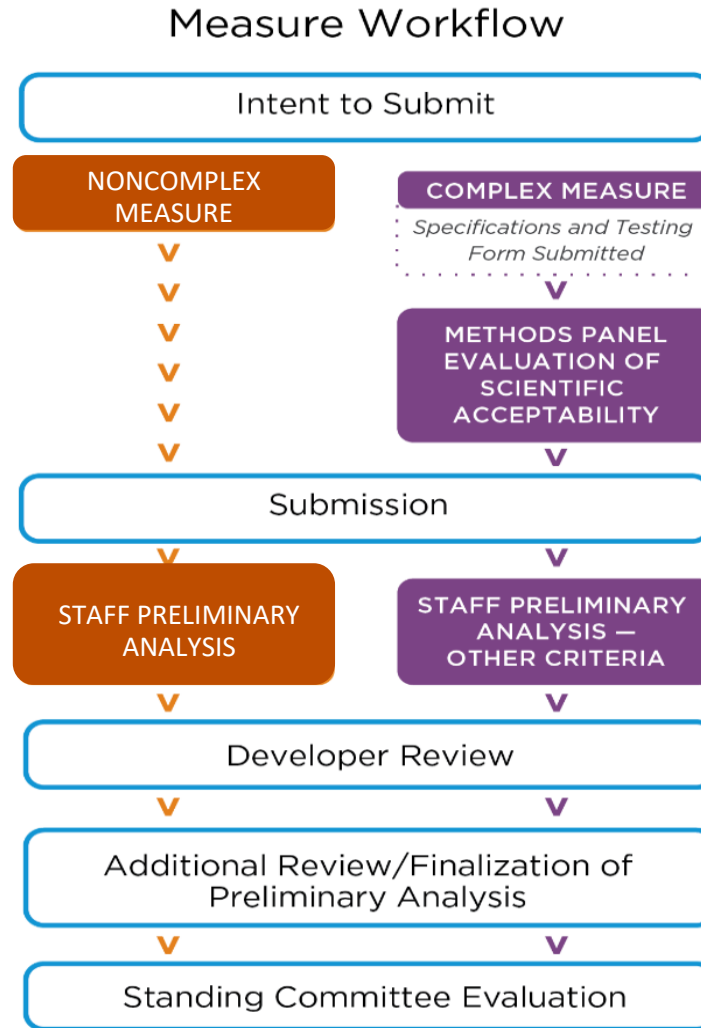 Measure Workflow
Intent to Submit
NONCOMPLEX
MEASURE
COMPLEX MEASURE
Specifications and Testing
Form Submitted
METHODS PANEL
EVALUATION OF
SCIENTIFIC
ACCEPTABILITY
Submission
STAFF PRELIMINARY
ANALYSIS
STAFF PRELIMINARY
ANALYSIS —
OTHER CRITERIA
Developer Review
Additional Review/Finalization of
Preliminary Analysis
Standing Committee Evaluation